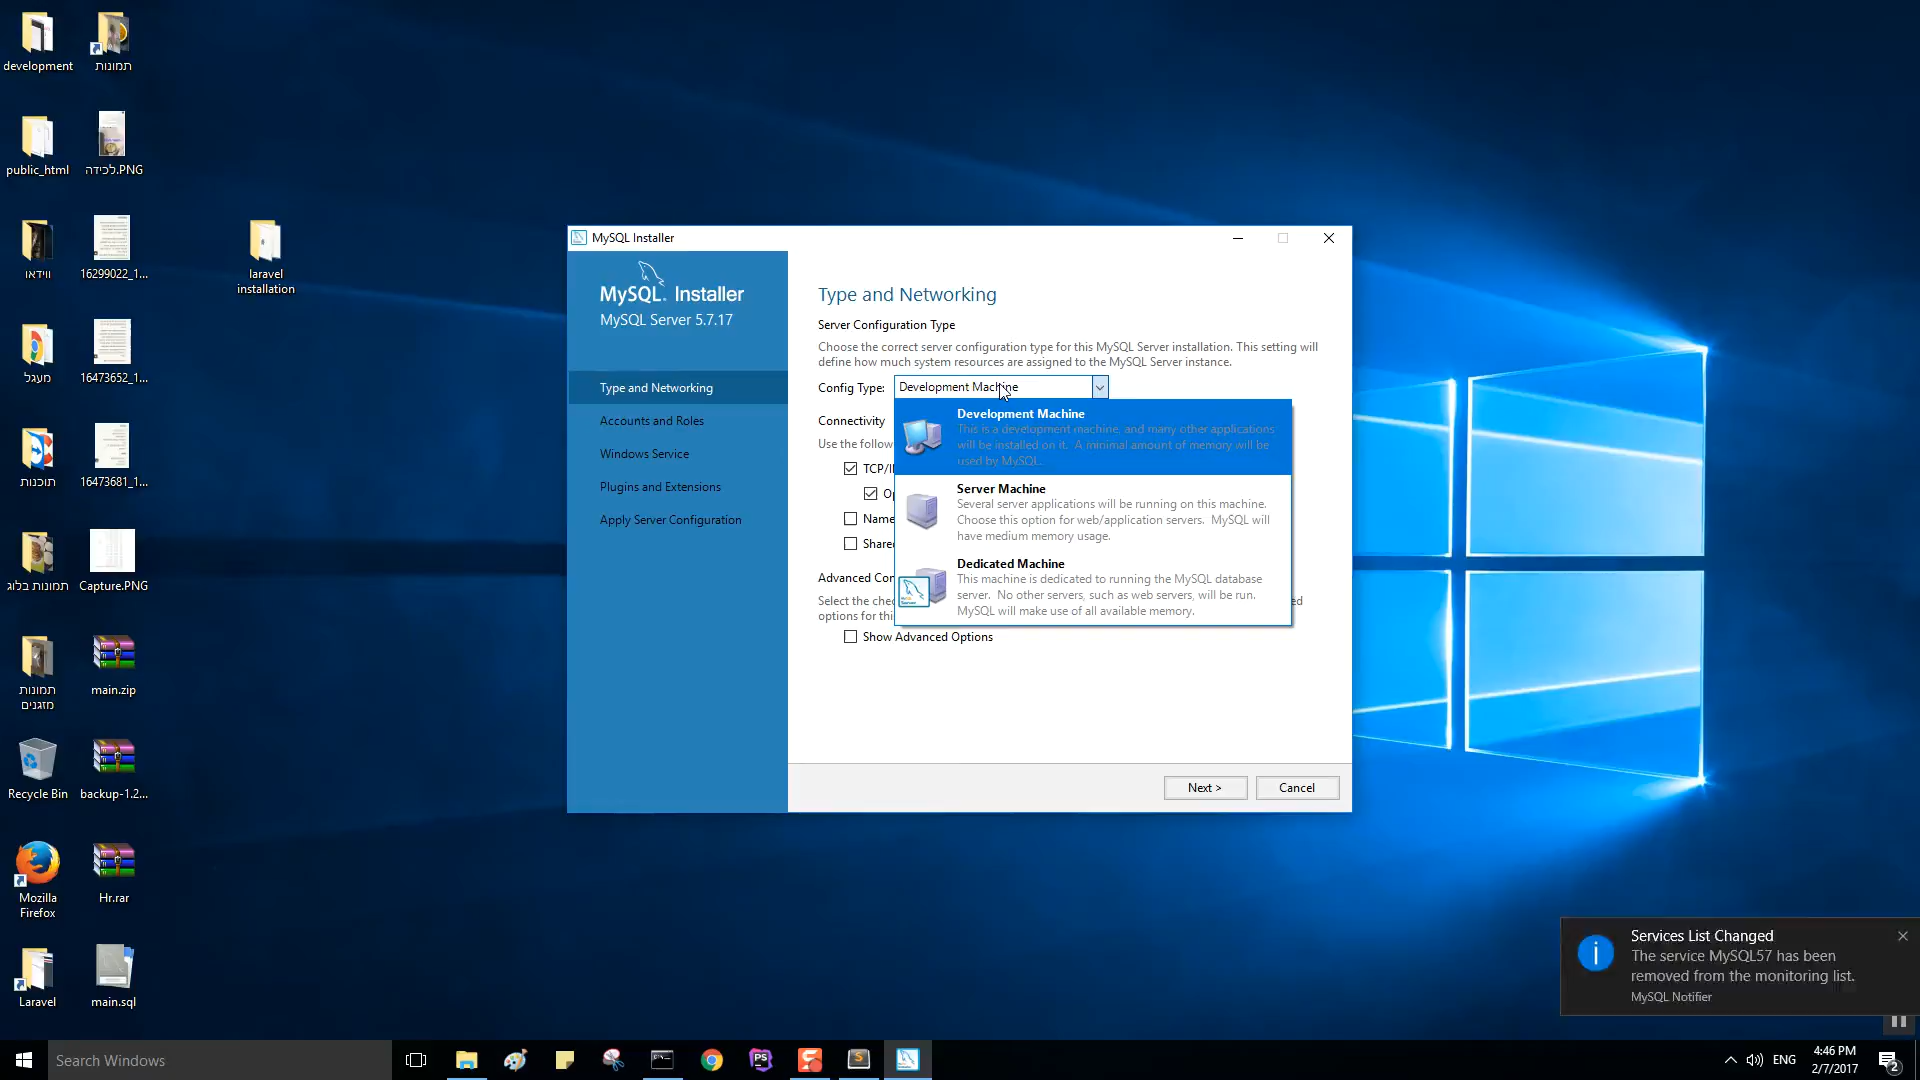 development
תמונות
public_html
לכידה.PNG
ווידאו
16299022_1...
laravel
installation
מעגל
16473652_1...
תוכנות
16473681_1...
תמונות בלוג
Capture.PNG
תמונות
מזגנים
main.zip
Recycle Bin
backup-1.2...
Mozilla
Firefox
Hr.rar
Laravel
main.sql
MySQL Installer
MySQL. Installer
MySQL Server 5.7.17
Type and Networking
Accounts and Roles
Windows Service
Plugins and Extensions
Apply Server Configuration
Type and Networking
Server Configuration Type
Choose the correct server configuration type for this MySQL Server installation. This setting will
define how much system resources are assigned to the MySQL Server instance.
Config Type: Development Machine
Development Machine
This is a development machine, and many other applications
will be installed on it. A minimal amount of memory will be
used by MySQL.
Server Machine
Several server applications will be running on this machine.
Choose this option for web/application servers. MySQL will
have medium memory usage.
Dedicated Machine
This machine is dedicated to running the MySQL database
server. No other servers, such as web servers, will be run.
MySQL will make use of all available memory.
Connectivity
Use the follow
TCP/I
Op
Name
Share
Advanced Con
Select the che
ed
options for thi
Show Advanced Options
Next >
Cancel
Services List Changed
The service MySQL57 has been
removed from the monitoring list.
MySQL Notifier
Search Windows
PS
S
ENG
4:46 PM
2/7/2017
2